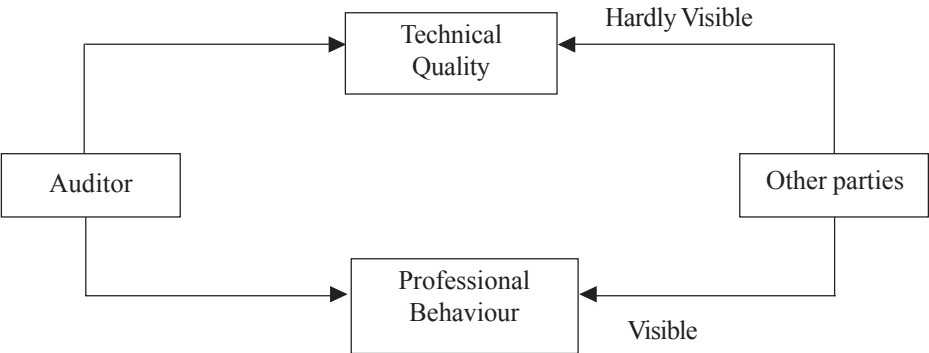 Hardly Visible
Technical
Quality
Auditor
Other parties
Professional
Behaviour
Visible